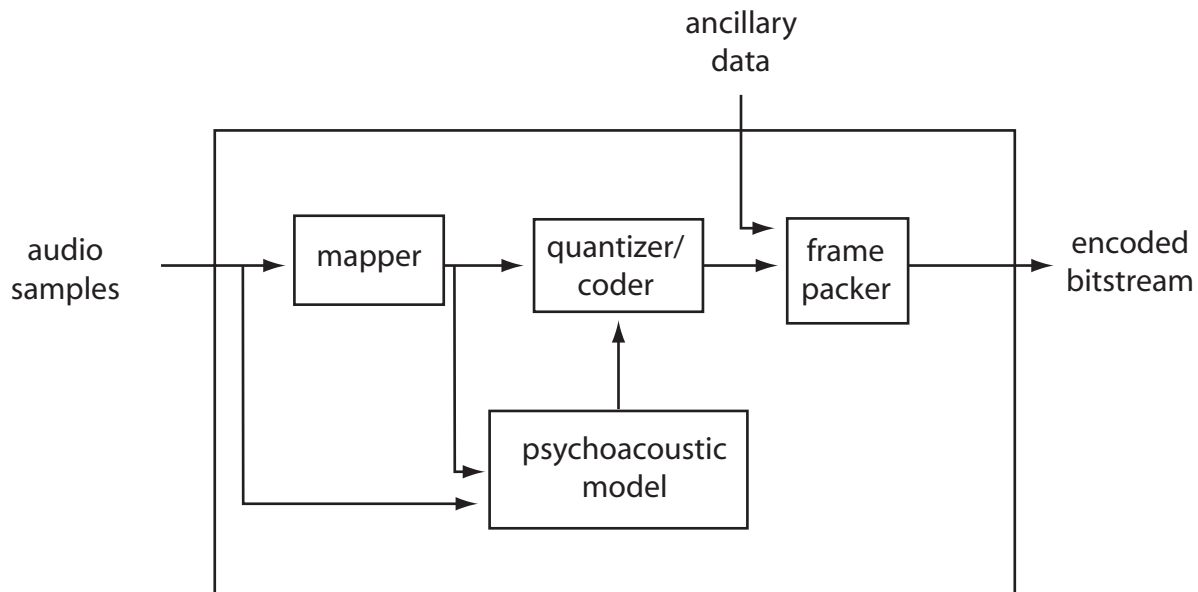 ancillary
data
audio
samples
mapper
quantizer/
coder
frame
packer
encoded
bitstream
psychoacoustic
model